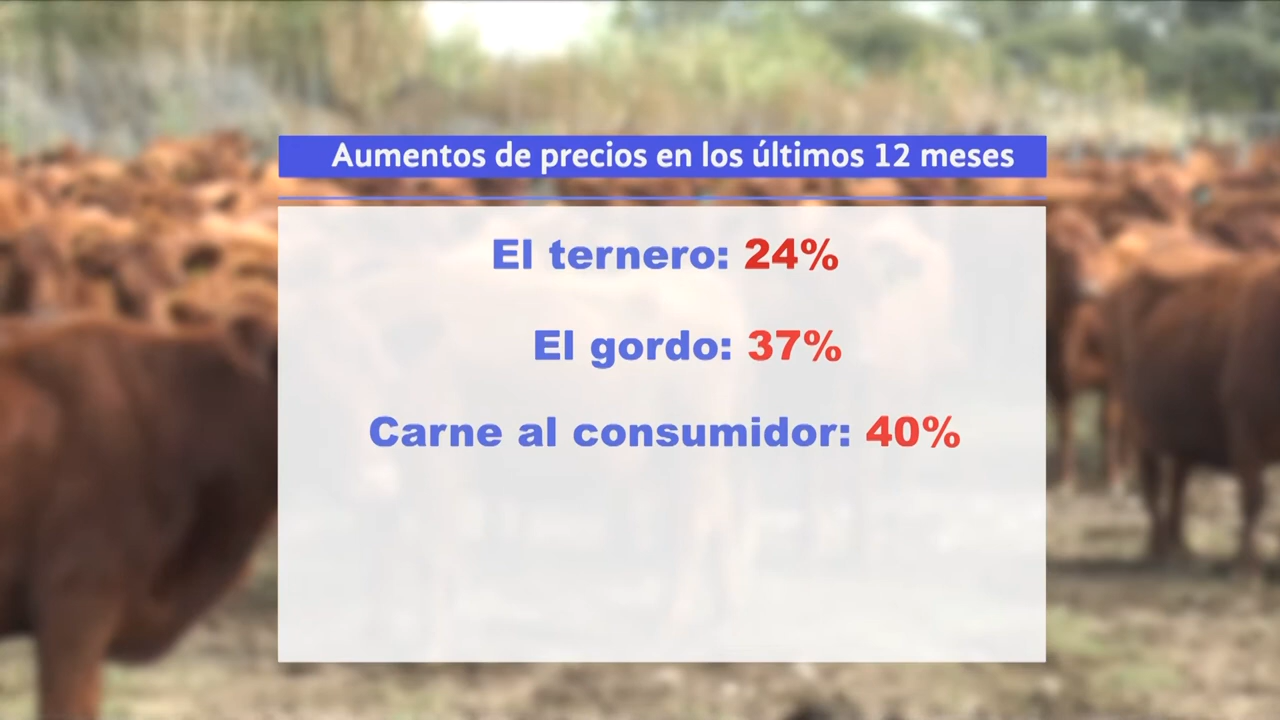 Aumentos de precios en los últimos 12 meses
El ternero: 24%
El gordo: 37%
Carne al consumidor: 40%